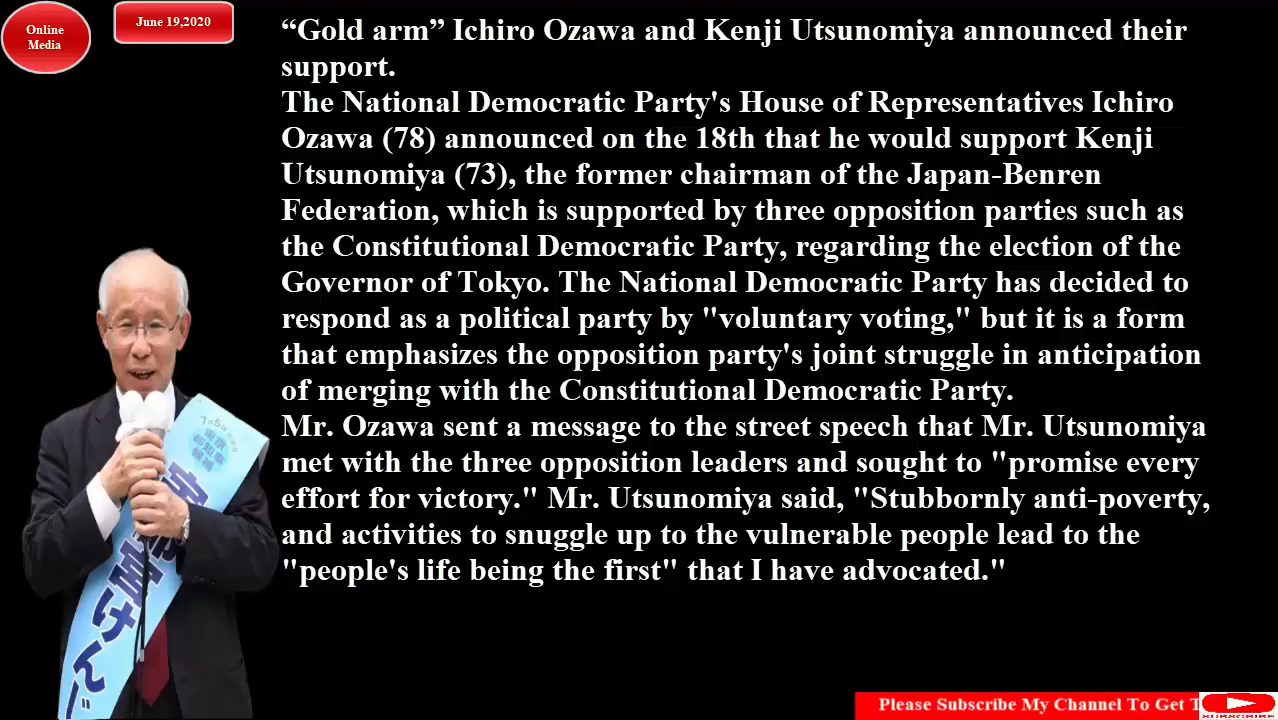 Online
Media
June 19,2020
“Gold arm” Ichiro Ozawa and Kenji Utsunomiya announced their
support.
The National Democratic Party's House of Representatives Ichiro
Ozawa (78) announced on the 18th that he would support Kenji
Utsunomiya (73), the former chairman of the Japan-Benren
Federation, which is supported by three opposition parties such as
the Constitutional Democratic Party, regarding the election of the
Governor of Tokyo. The National Democratic Party has decided to
respond as a political party by "voluntary voting," but it is a form
that emphasizes the opposition party's joint struggle in anticipation
of merging with the Constitutional Democratic Party.
Mr. Ozawa sent a message to the street speech that Mr. Utsunomiya
met with the three opposition leaders and sought to "promise every
effort for victory." Mr. Utsunomiya said, "Stubbornly anti-poverty,
and activities to snuggle up to the vulnerable people lead to the
"people's life being the first" that I have advocated."
けんじ
Please Subscribe My Channel To Get
SUBSCRIBE